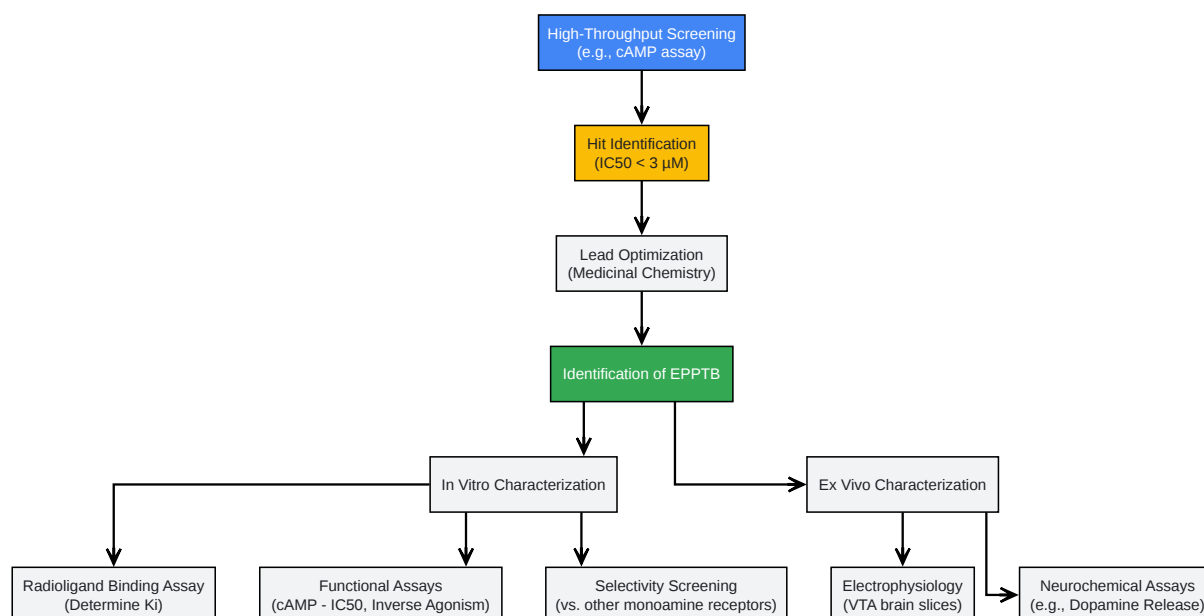 High-Throughput Screening
(e.g., cAMP assay)
Hit Identification
(IC50 < 3 µM)
Lead Optimization
(Medicinal Chemistry)
Identification of EPPTB
In Vitro Characterization
Ex Vivo Characterization
Radioligand Binding Assay
(Determine Ki)
Functional Assays
(cAMP - IC50, Inverse Agonism)
Selectivity Screening
(vs. other monoamine receptors)
Electrophysiology
(VTA brain slices)
Neurochemical Assays
(e.g., Dopamine Release